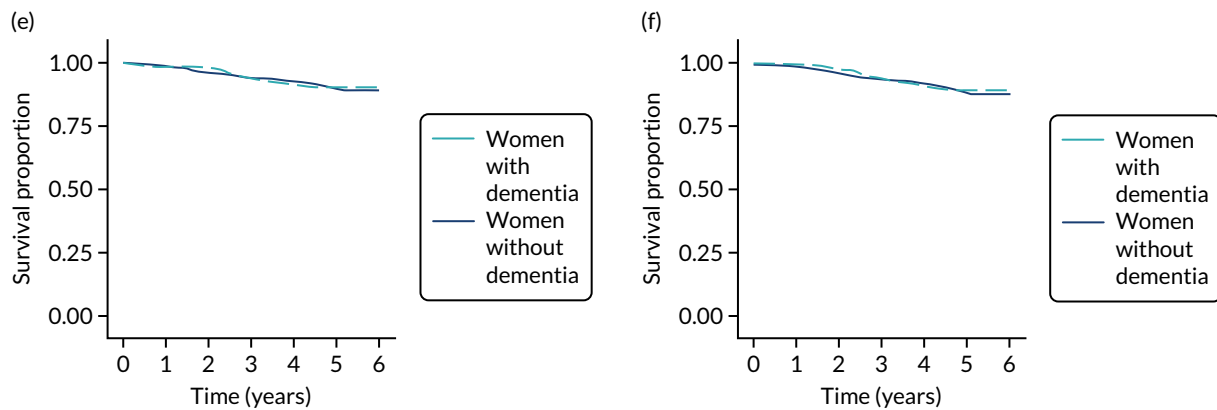 (e)
Survival proportion
1.00
0.75
0.50
0.25
0.00
0 1 2 3 4 5 6
Time (years)
Women
with
dementia
Women
without
dementia
(f)
Survival proportion
1.00
0.75
0.50
0.25
0.00
0 1 2 3 4 5 6
Time (years)
Women
with
dementia
Women
without
dementia